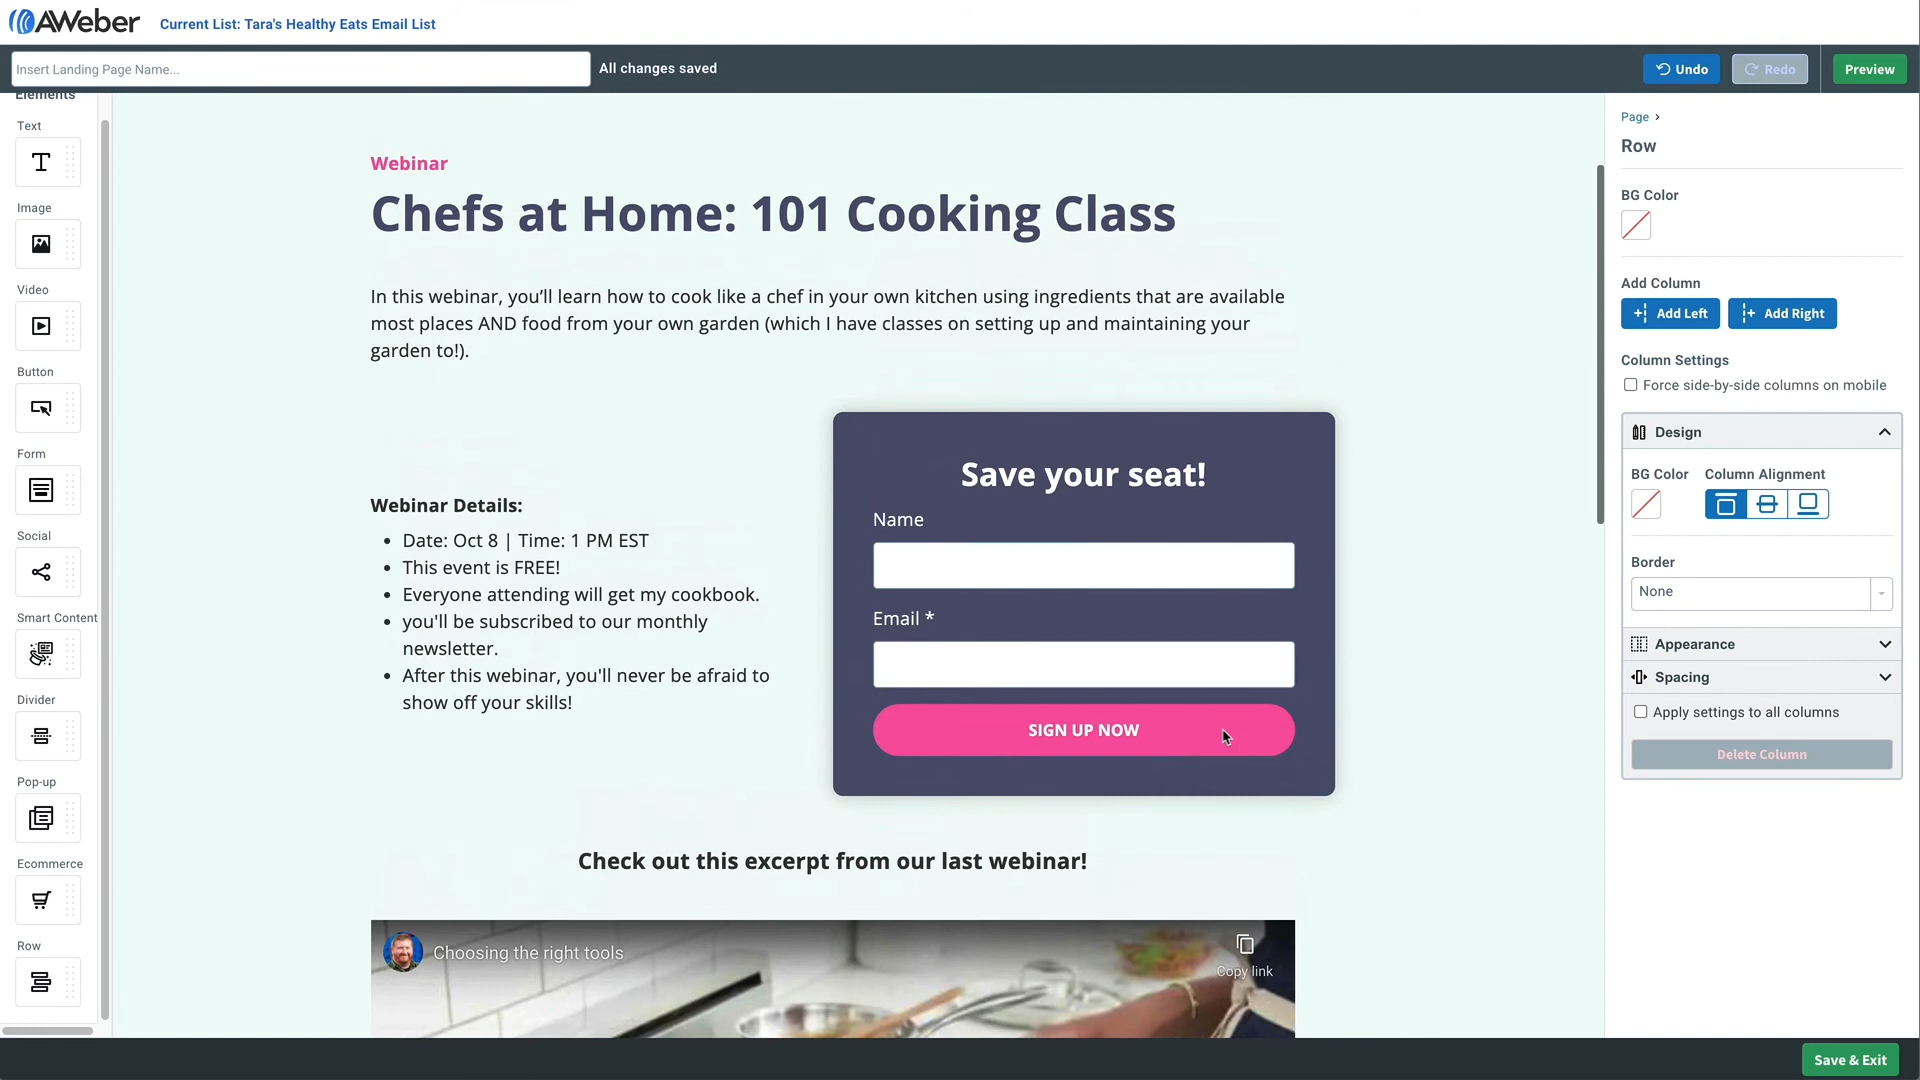 AWeber
Current List: Tara's Healthy Eats Email List
Insert Landing Page Name...
All changes saved
Undo
Redo
Preview
Elements
Text
Image
Video
Button
Form
Social
Smart Content
Divider
Pop-up
Ecommerce
Row
Webinar
Chefs at Home: 101 Cooking Class
In this webinar, you’ll learn how to cook like a chef in your own kitchen using ingredients that are available
most places AND food from your own garden (which I have classes on setting up and maintaining your
garden to!).
Webinar Details:
• Date: Oct 8 | Time: 1 PM EST
• This event is FREE!
• Everyone attending will get my cookbook.
• you'll be subscribed to our monthly
newsletter.
• After this webinar, you'll never be afraid to
show off your skills!
Save your seat!
Name
Email *
SIGN UP NOW
Check out this excerpt from our last webinar!
Choosing the right tools
Copy link
Page ›
Row
BG Color
Add Column
Add Left
Add Right
Column Settings
Force side-by-side columns on mobile
Design
BG Color
Column Alignment
Border
None
Appearance
Spacing
Apply settings to all columns
Delete Column
Save & Exit